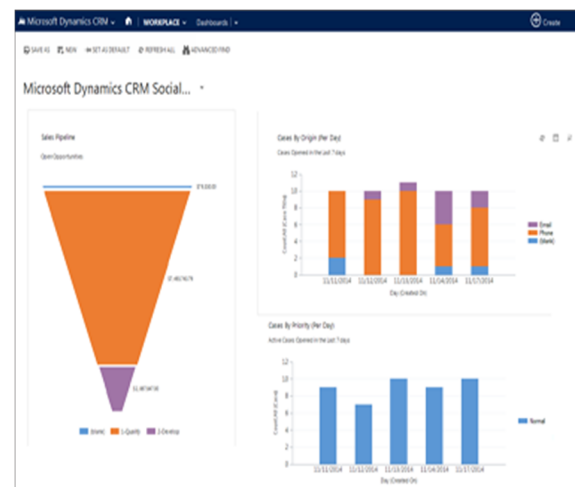 Microsoft Dynamics CRM
WORKPLACE
Dashboards
Create
SAVE AS NEW SET AS DEFAULT REFRESH ALL ADVANCED FIND
Microsoft Dynamics CRM Social...
Sales Pipeline
Open Opportunities
(blank) 1-Qualify 2-Develop
Cases By Origin (Per Day)
Cases Opened in the Last 7 days
12
10
8
6
4
2
0
11/11/2014 11/12/2014 11/13/2014 11/14/2014 11/17/2014
Day (Created On)
Email
Phone
(blank)
Cases By Priority (Per Day)
Active Cases Opened in the Last 7 days
12
10
8
6
4
2
0
11/11/2014 11/12/2014 11/13/2014 11/14/2014 11/17/2014
Day (Created On)
Normal